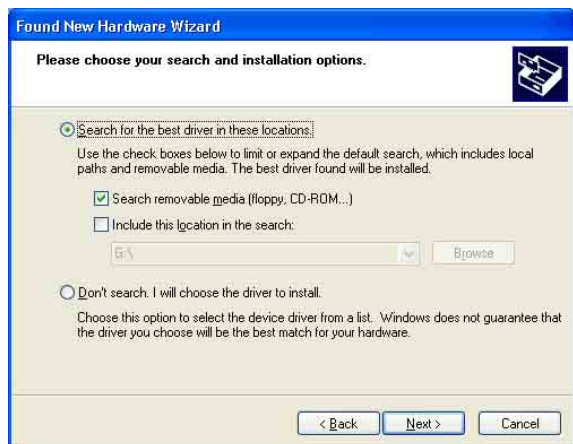 Found New Hardware Wizard
Please choose your search and installation options.
Search for the best driver in these locations.
Use the check boxes below to limit or expand the default search, which includes local
paths and removable media. The best driver found will be installed.
Search removable media (floppy, CD-ROM...)
Include this location in the search:
G:\
Browse
Don't search. I will choose the driver to install.
Choose this option to select the device driver from a list. Windows does not guarantee that
the driver you choose will be the best match for your hardware.
< Back Next > Cancel